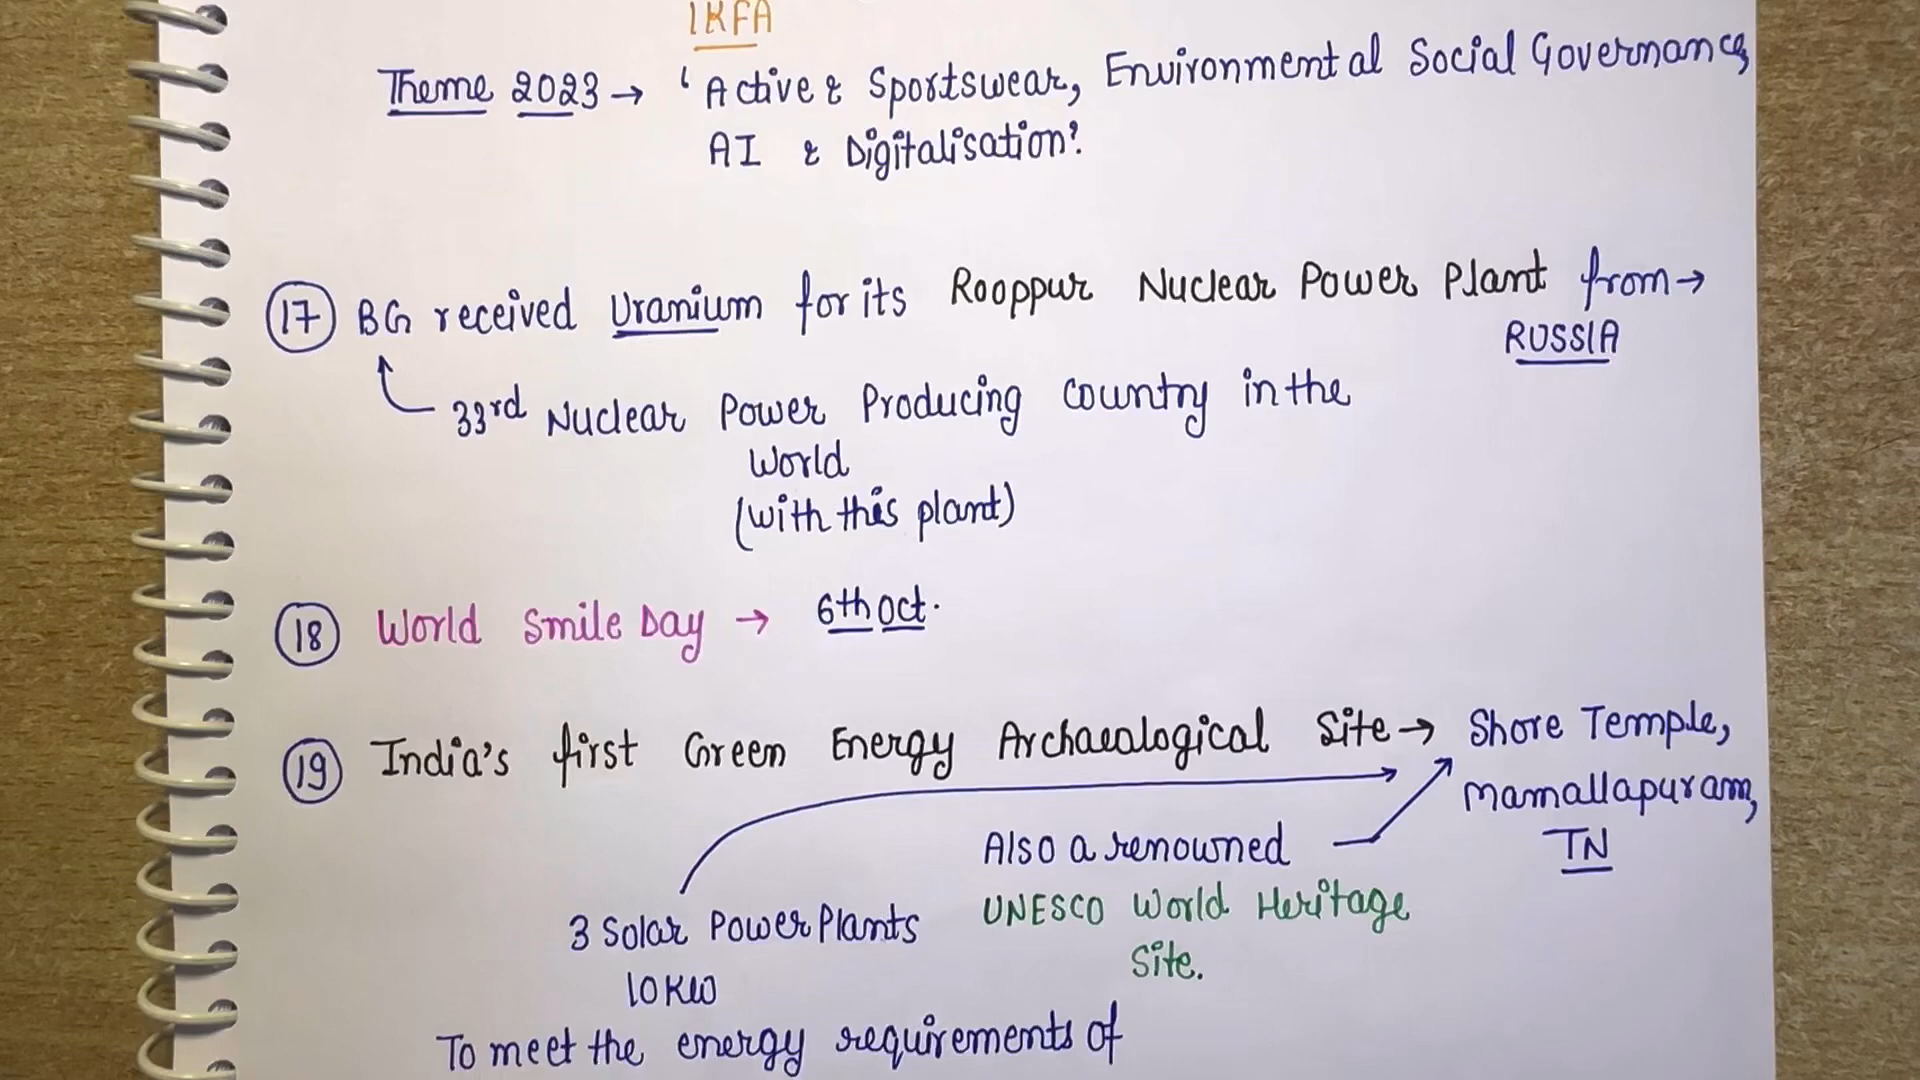 IKFA
Theme 2023 → 'Active & Sportswear, Environmental Social Governance,
AI & Digitalisation'.
17 BG received Uranium for its Rooppur Nuclear Power Plant from →
RUSSIA
33rd Nuclear Power Producing Country in the
World
(with this plant)
18 World Smile Day → 6th Oct.
19 India's first Green Energy Archaeological Site → Shore Temple,
Mamallapuram,
TN
Also a renowned
UNESCO World Heritage
Site.
3 Solar Power Plants
10KW
To meet the energy requirements of